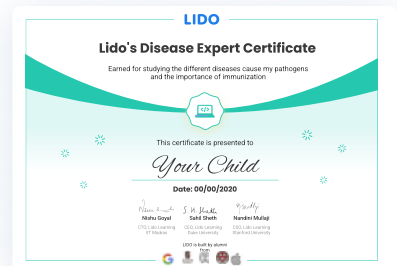 LIDO
Lido's Disease Expert Certificate
Earned for studying the different diseases cause my pathogens
and the importance of immunization
This certificate is presented to
Your Child
Date: 00/00/2020
Nishu Goyal
Sahil Sheth
Nandini Mullaji
CTO, Lido Learning
CEO, Lido Learning
CXO, Lido Learning
IIT Madras
Duke University
Stanford University
LIDO is built by alumni
from